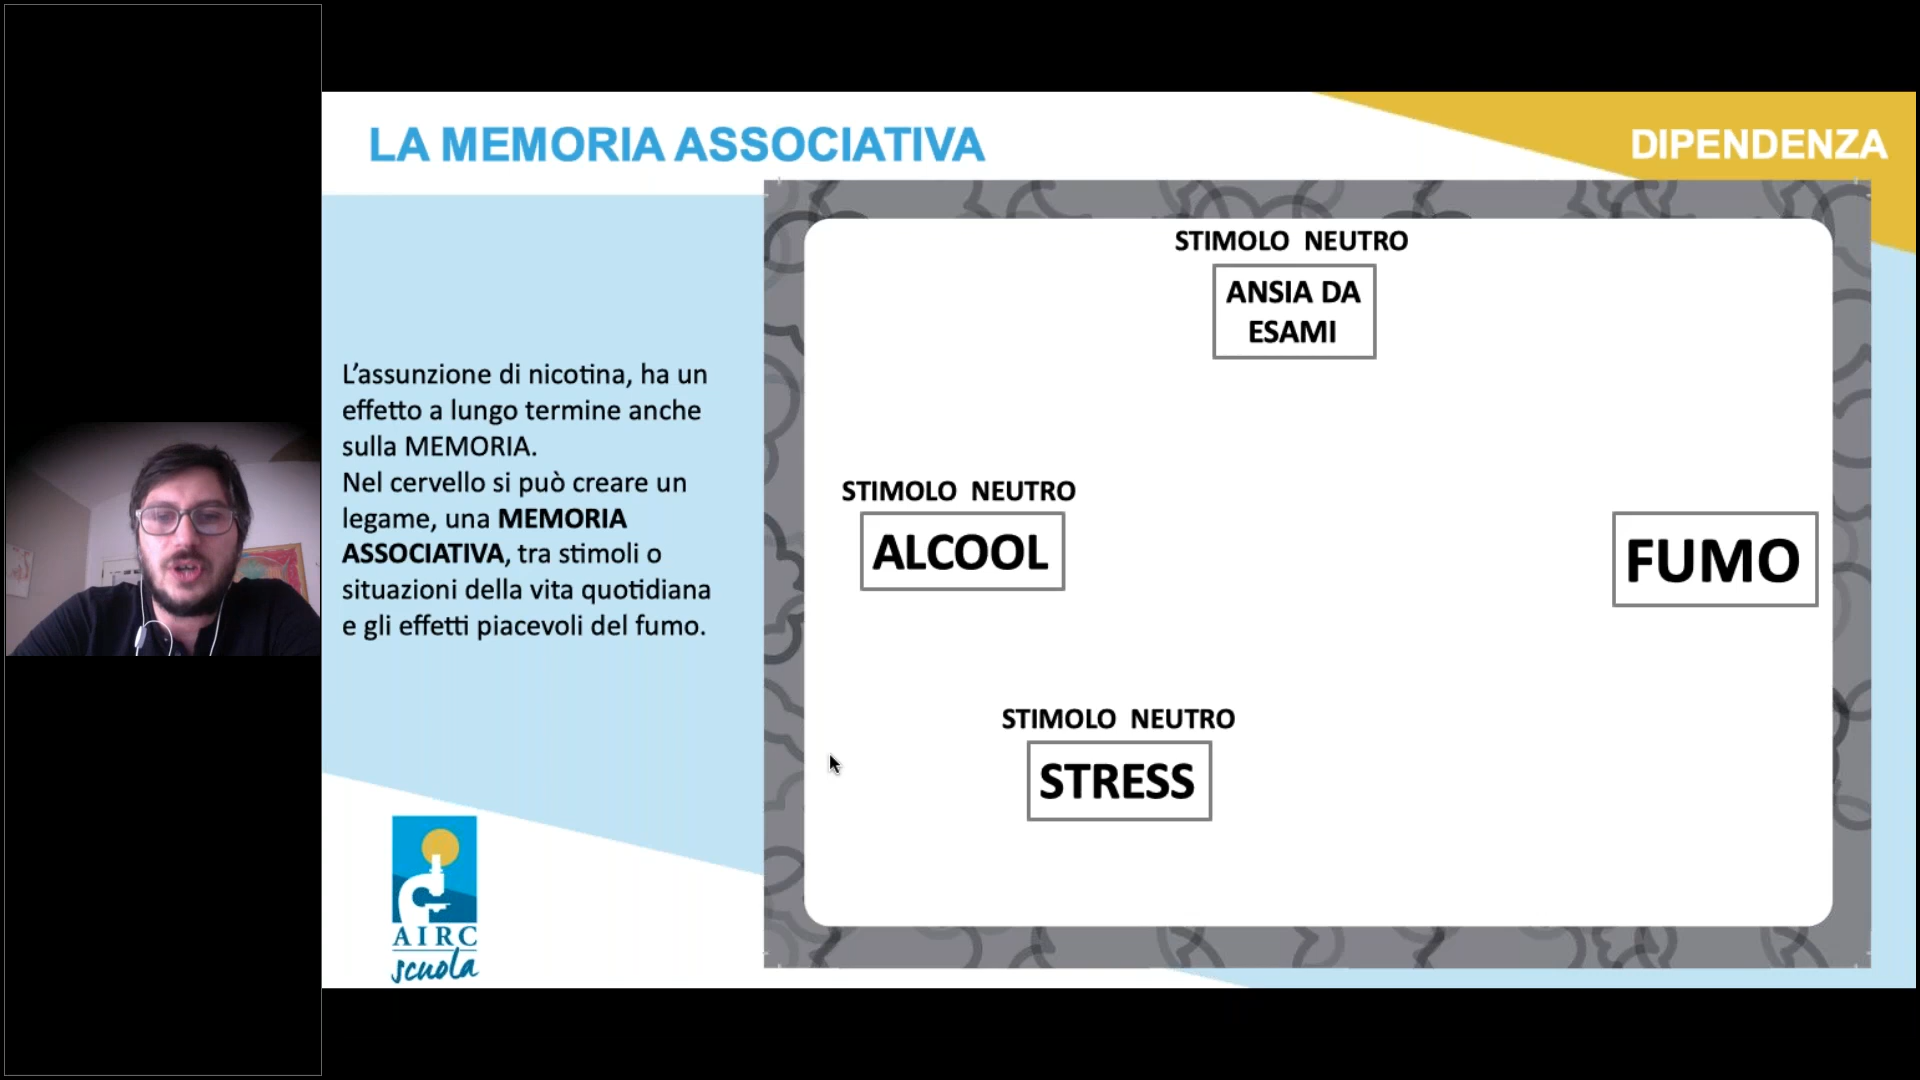 LA MEMORIA ASSOCIATIVA
DIPENDENZA
L’assunzione di nicotina, ha un
effetto a lungo termine anche
sulla MEMORIA.
Nel cervello si può creare un
legame, una MEMORIA
ASSOCIATIVA, tra stimoli o
situazioni della vita quotidiana
e gli effetti piacevoli del fumo.
STIMOLO NEUTRO
ANSIA DA
ESAMI
STIMOLO NEUTRO
ALCOOL
FUMO
STIMOLO NEUTRO
STRESS
AIRC
scuola